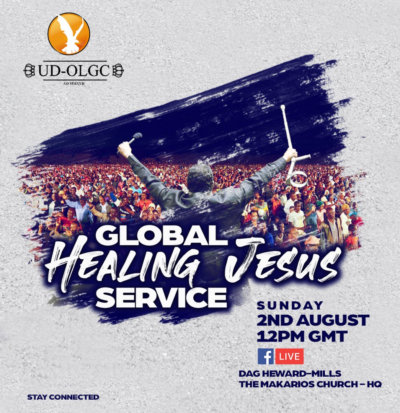 UD-OLGC
GLOBAL
HEALING JESUS
SERVICE
SUNDAY
2ND AUGUST
12PM GMT
f LIVE
DAG HEWARD-MILLS
THE MAKARIOS CHURCH - HQ
STAY CONNECTED